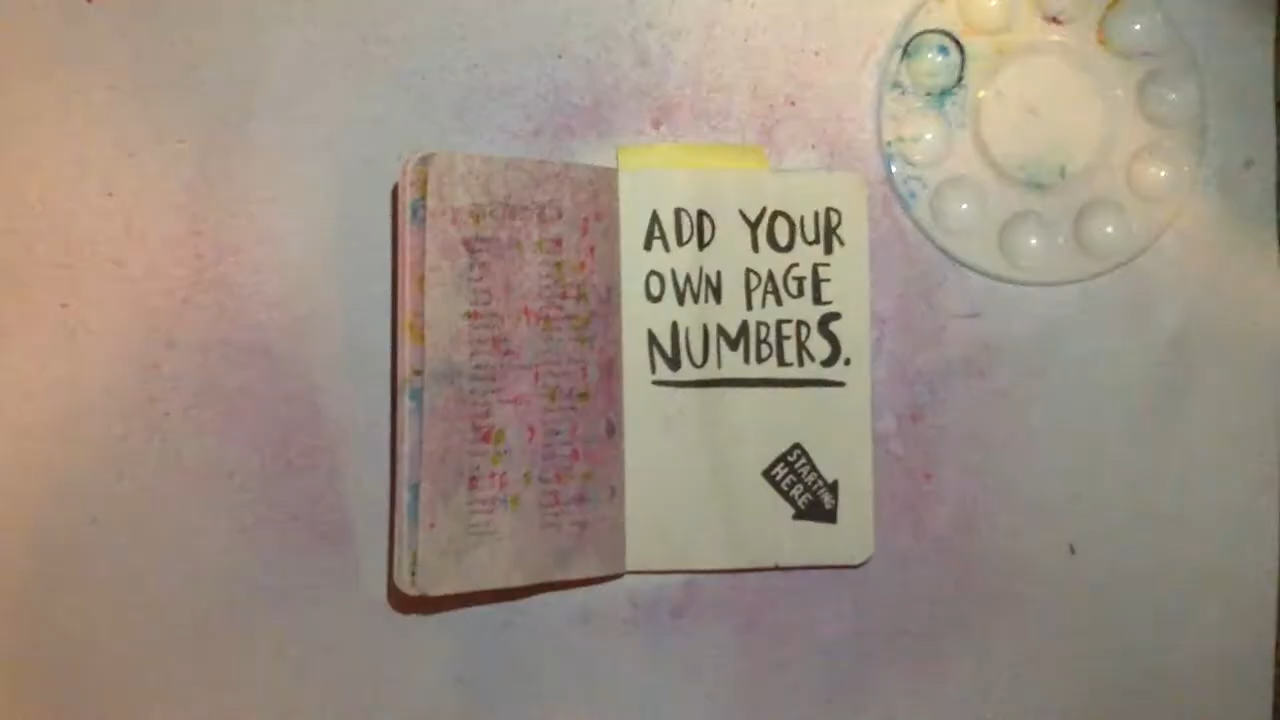 ADD YOUR
OWN PAGE
NUMBERS.
STARTING
HERE